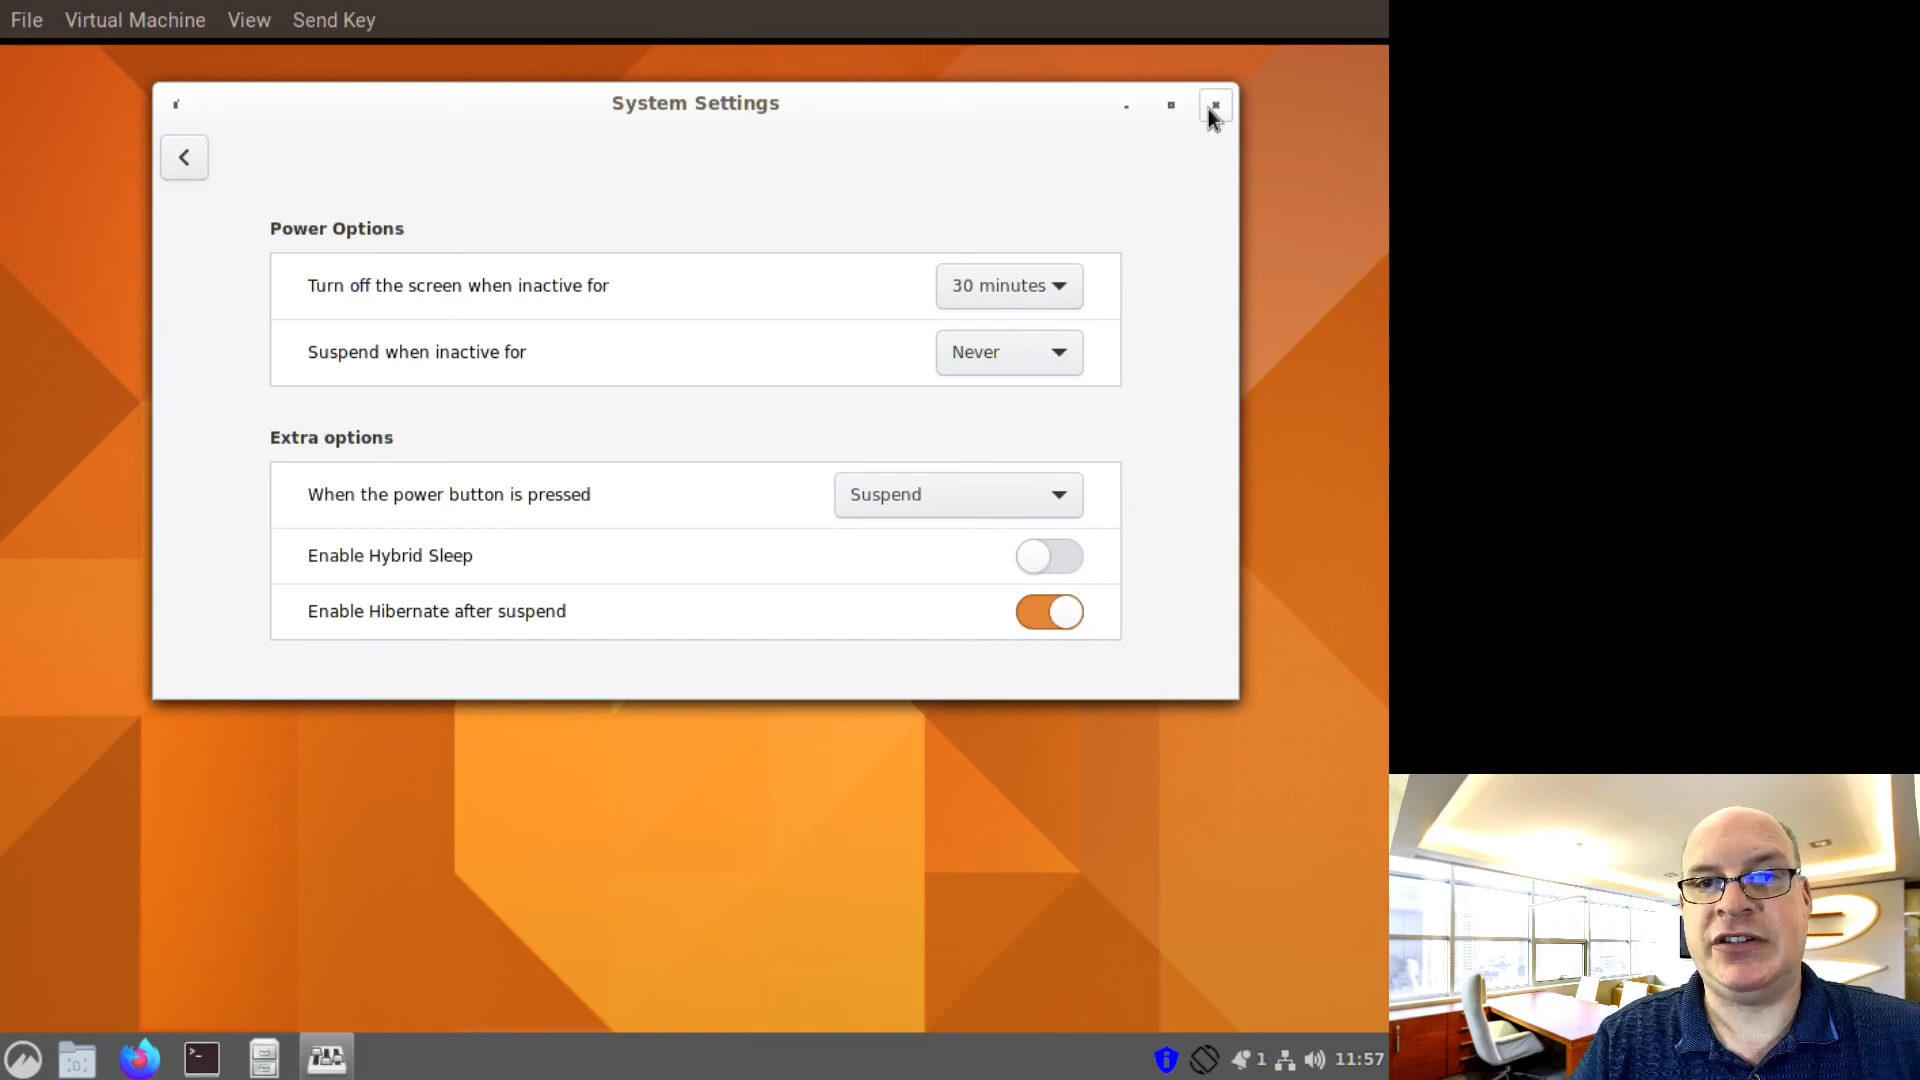 File Virtual Machine View Send Key
System Settings
Power Options
Turn off the screen when inactive for 30 minutes
Suspend when inactive for Never
Extra options
When the power button is pressed Suspend
Enable Hybrid Sleep
Enable Hibernate after suspend
1 11:57